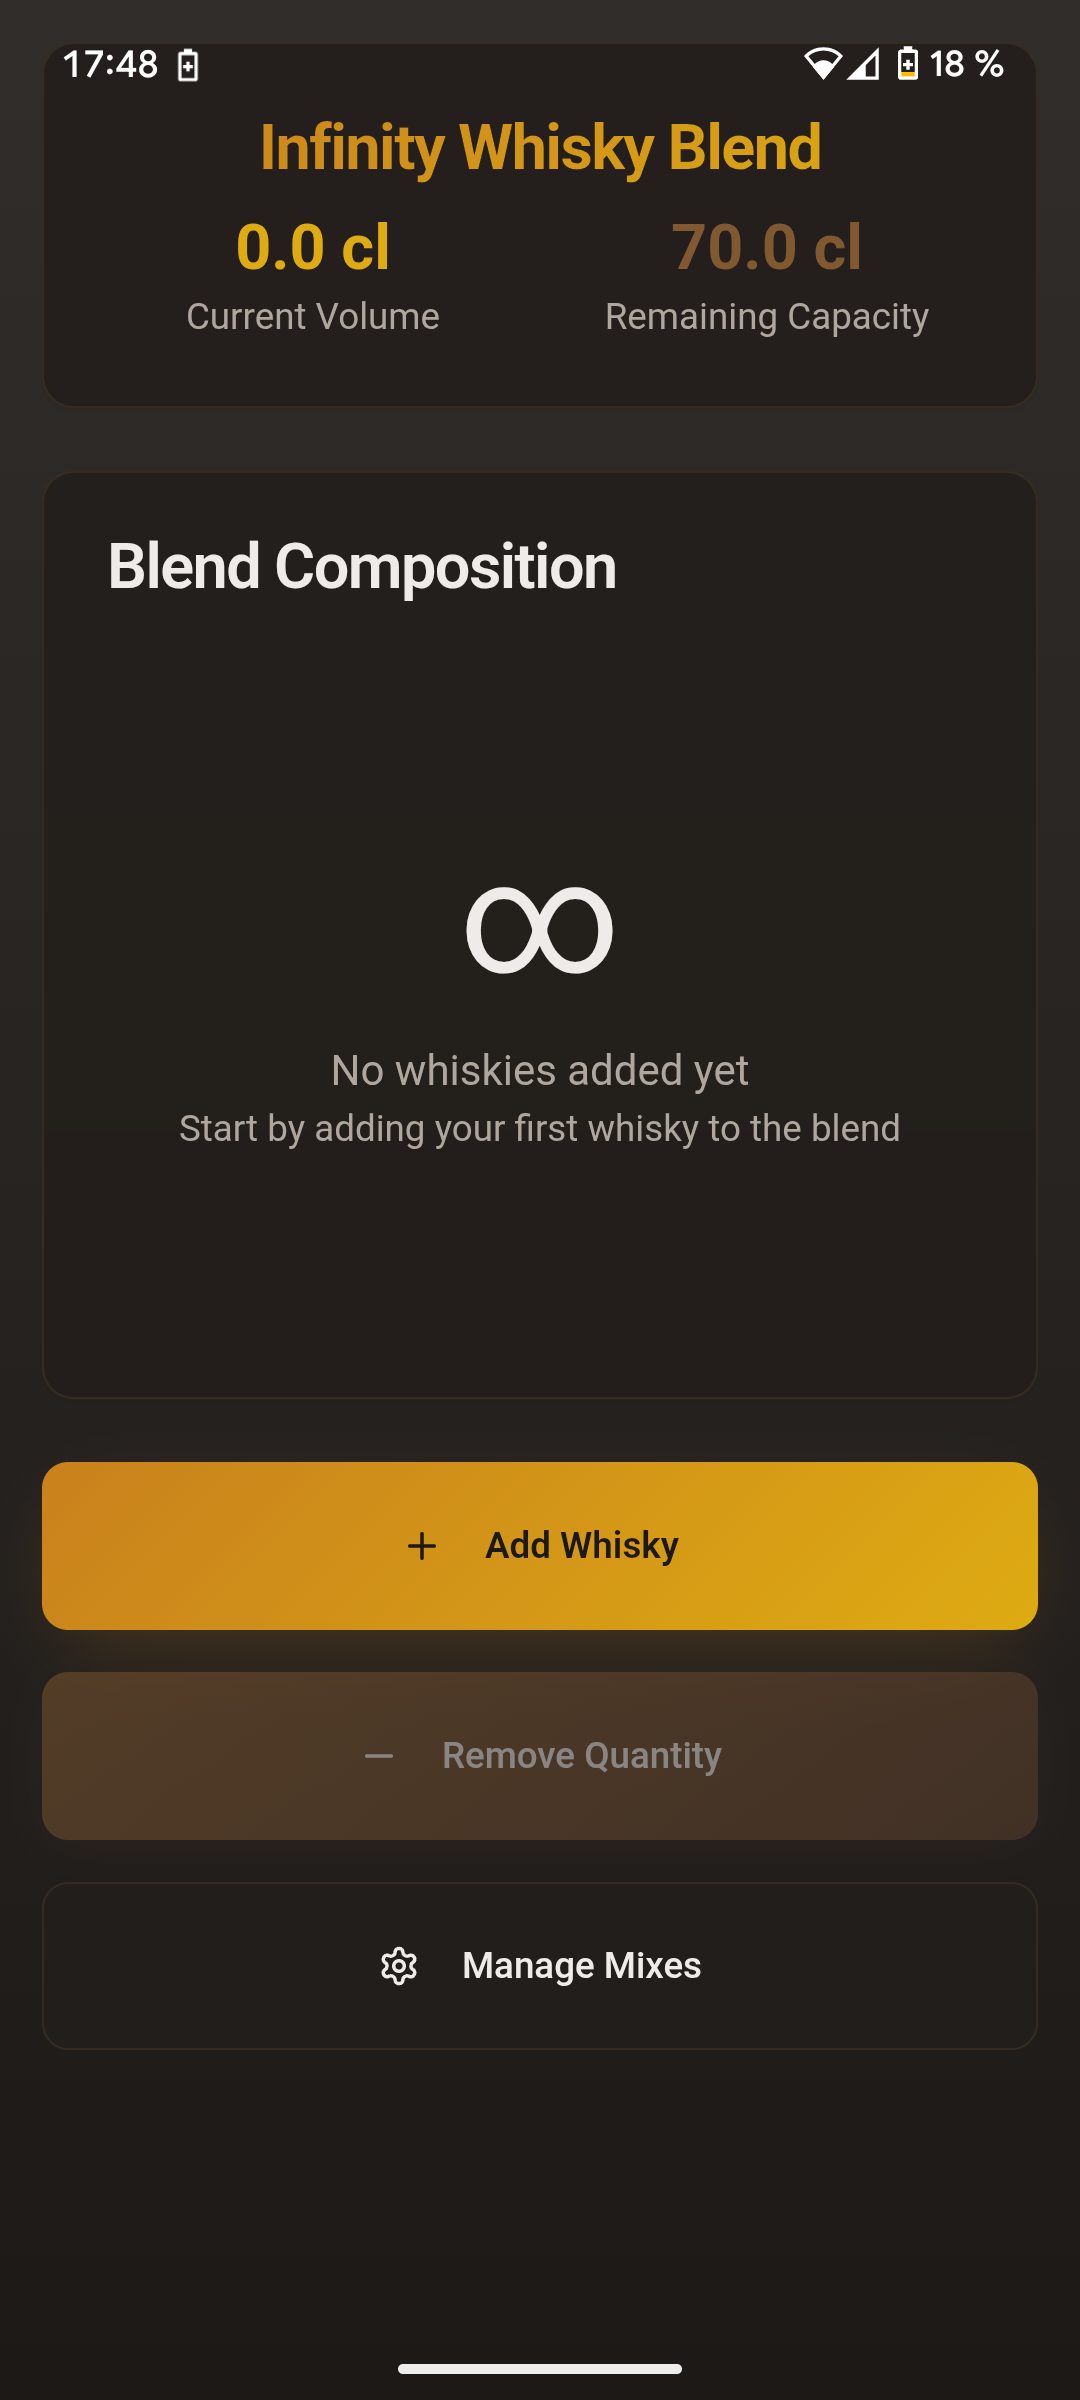 17:48 18 %
Infinity Whisky Blend
0.0 cl 70.0 cl
Current Volume Remaining Capacity
Blend Composition
∞
No whiskies added yet
Start by adding your first whisky to the blend
+ Add Whisky
− Remove Quantity
Manage Mixes